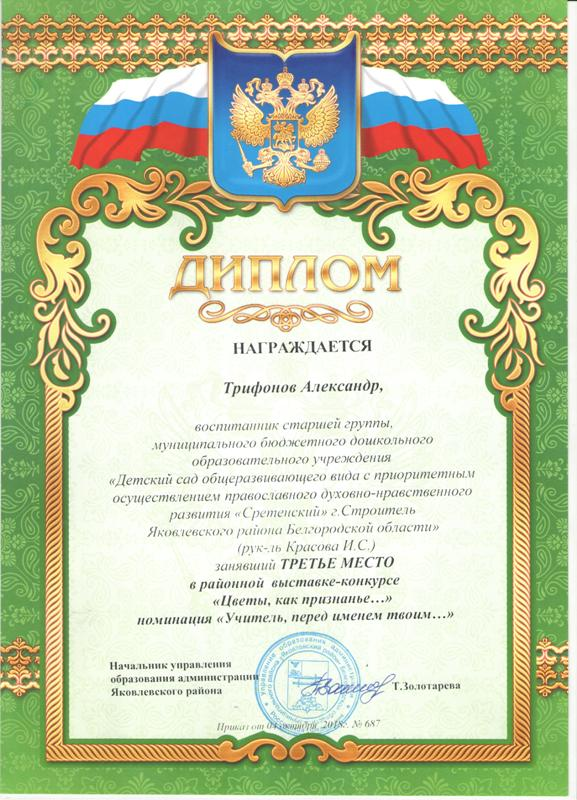 ДИПЛОМ
НАГРАЖДАЕТСЯ
Трифонов Александр,
воспитанник старшей группы,
муниципального бюджетного дошкольного
образовательного учреждения
«Детский сад общеразвивающего вида с приоритетным
осуществлением православного духовно-нравственного
развития «Сретенский» г.Строитель
Яковлевского района Белгородской области»
(рук-ль Красова И.С.)
занявший ТРЕТЬЕ МЕСТО
в районной выставке-конкурсе
«Цветы, как признанье…»
номинация «Учитель, перед именем твоим…»
Начальник управления
образования администрации
Яковлевского района
Т.Золотарева
Приказ от октября 2018г. № 687